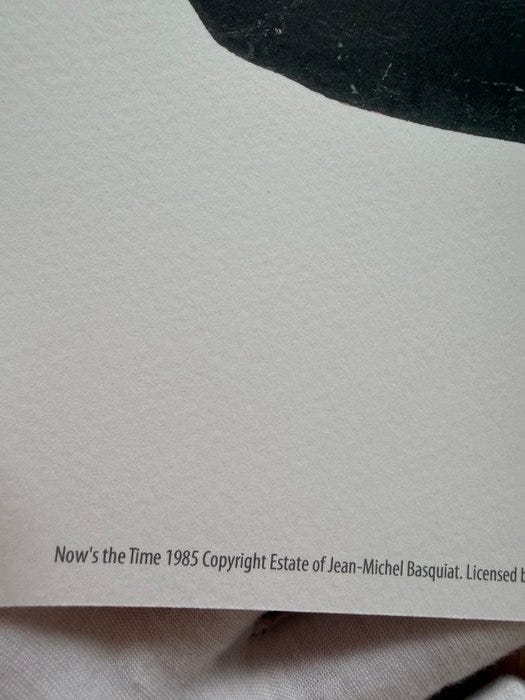 Now's the Time 1985 Copyright Estate of Jean-Michel Basquiat. Licensed